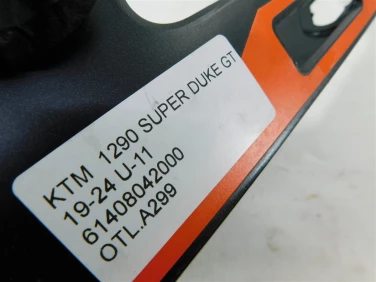 KTM 1290 SUPER DUKE GT
19-24 U-11
61408042000
OTL.A299